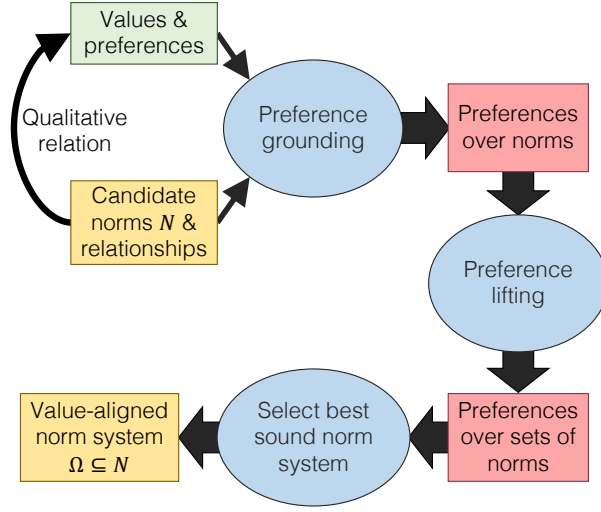 Values &
preferences
Qualitative
relation
Candidate
norms N &
relationships
Preference
grounding
Preferences
over norms
Preference
lifting
Preferences
over sets of
norms
Select best
sound norm
system
Value-aligned
norm system
Ω ⊆ N